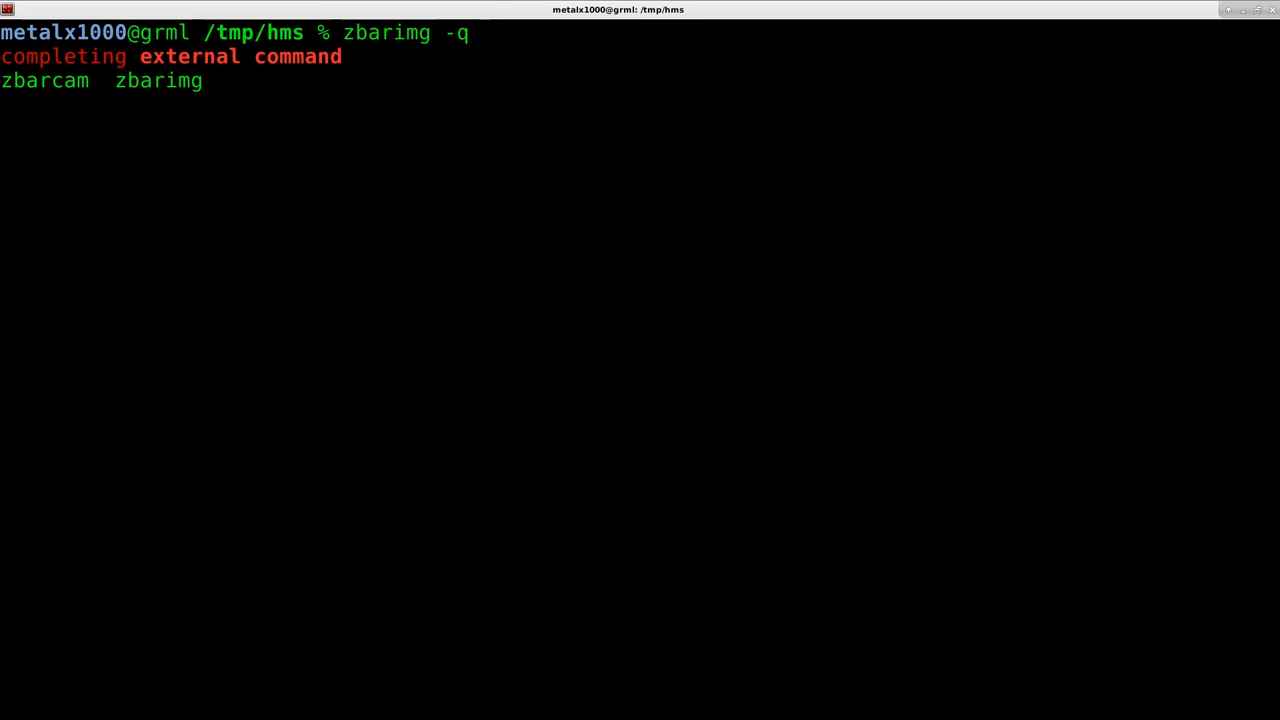 metalx1000@grml: /tmp/hms
metalx1000@grml /tmp/hms % zbarimg -q
completing external command
zbarcam  zbarimg